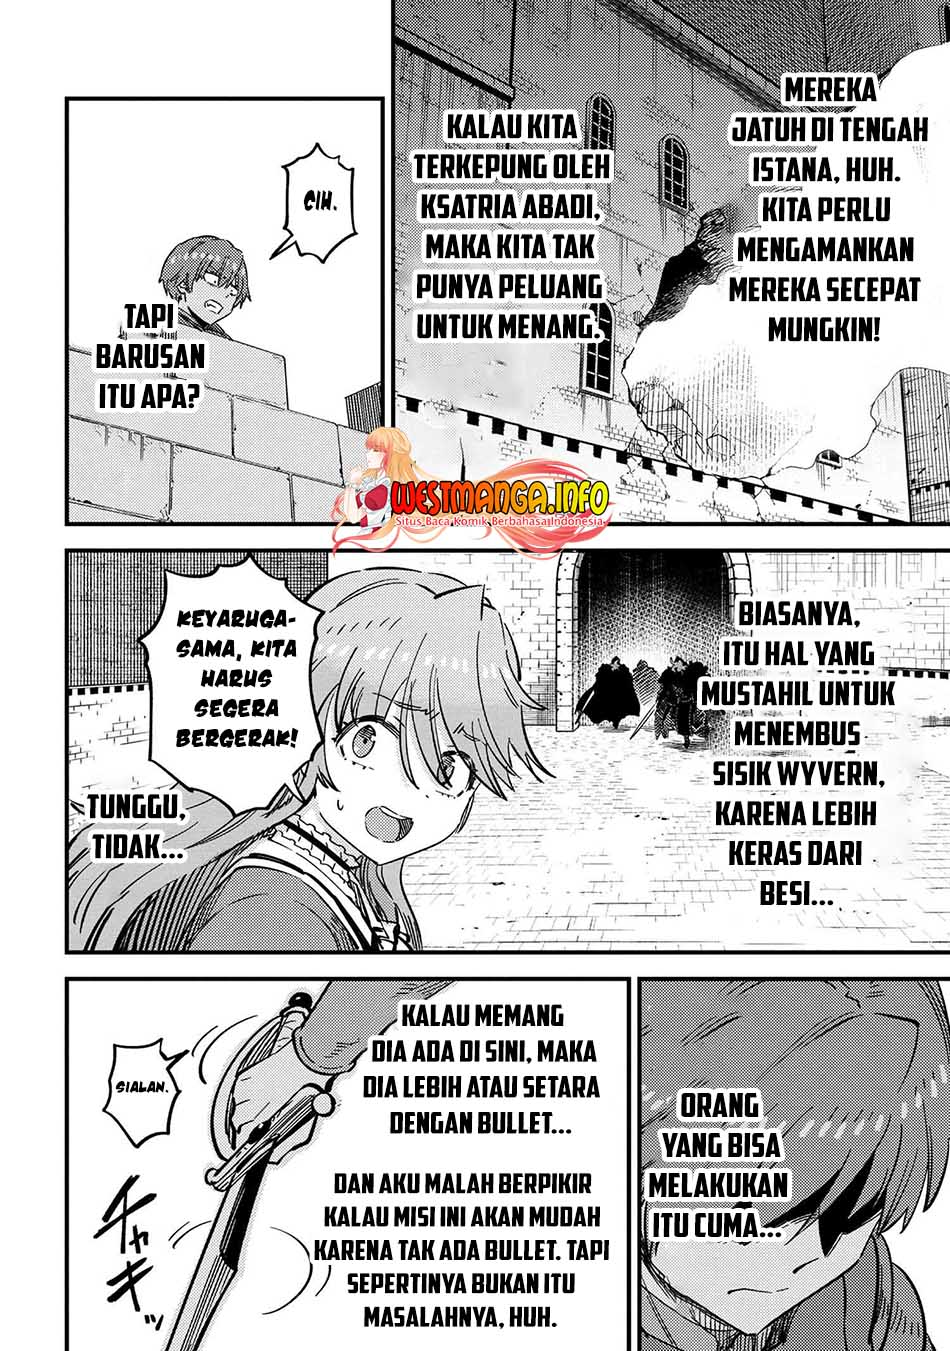 MEREKA
JATUH DI TENGAH
ISTANA, HUH.
KITA PERLU
MENGAMANKAN
MEREKA SECEPAT
MUNGKIN!
KALAU KITA
TERKEPUNG OLEH
KSATRIA ABADI,
MAKA KITA TAK
PUNYA PELUANG
UNTUK MENANG.
CIH.
TAPI
BARUSAN
ITU APA?
WESTMANGA.INFO
Situs Baca Komik Berbahasa Indonesia
BIASANYA,
ITU HAL YANG
MUSTAHIL UNTUK
MENEMBUS
SISIK WYVERN,
KARENA LEBIH
KERAS DARI
BESI...
KEYARUGA-
SAMA, KITA
HARUS
SEGERA
BERGERAK!
TUNGGU,
TIDAK...
ORANG
YANG BISA
MELAKUKAN
ITU CUMA...
KALAU MEMANG
DIA ADA DI SINI, MAKA
DIA LEBIH ATAU SETARA
DENGAN BULLET...
DAN AKU MALAH BERPIKIR
KALAU MISI INI AKAN MUDAH
KARENA TAK ADA BULLET. TAPI
SEPERTINYA BUKAN ITU
MASALAHNYA, HUH.
SIALAN.
チャキ